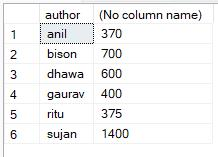 author (No column name)
1 anil 370
2 bison 700
3 dhawa 600
4 gaurav 400
5 ritu 375
6 sujan 1400